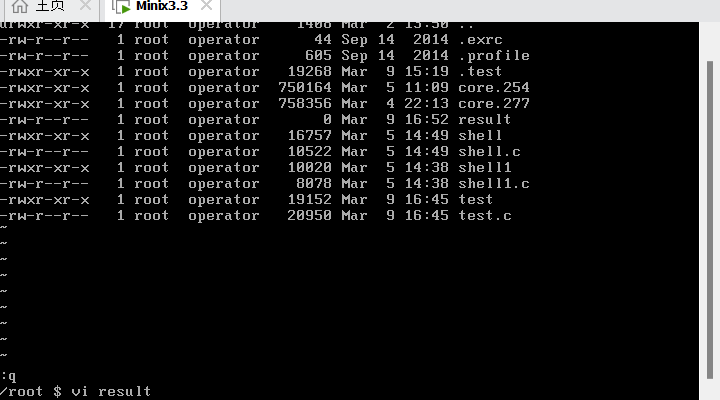 主页 Minix3.3
drwxr-xr-x 17 root operator 1408 Mar 2 13:50 ..
-rw-r--r-- 1 root operator 44 Sep 14 2014 .exrc
-rw-r--r-- 1 root operator 605 Sep 14 2014 .profile
-rwxr-xr-x 1 root operator 19268 Mar 9 15:19 .test
-rwxr-xr-x 1 root operator 750164 Mar 5 11:09 core.254
-rwxr-xr-x 1 root operator 758356 Mar 4 22:13 core.277
-rw-r--r-- 1 root operator 0 Mar 9 16:52 result
-rwxr-xr-x 1 root operator 16757 Mar 5 14:49 shell
-rw-r--r-- 1 root operator 10522 Mar 5 14:49 shell.c
-rwxr-xr-x 1 root operator 10020 Mar 5 14:38 shell1
-rw-r--r-- 1 root operator 8078 Mar 5 14:38 shell1.c
-rwxr-xr-x 1 root operator 19152 Mar 9 16:45 test
-rw-r--r-- 1 root operator 20950 Mar 9 16:45 test.c
~
~
~
~
~
~
~
~
~
:q
/root $ vi result